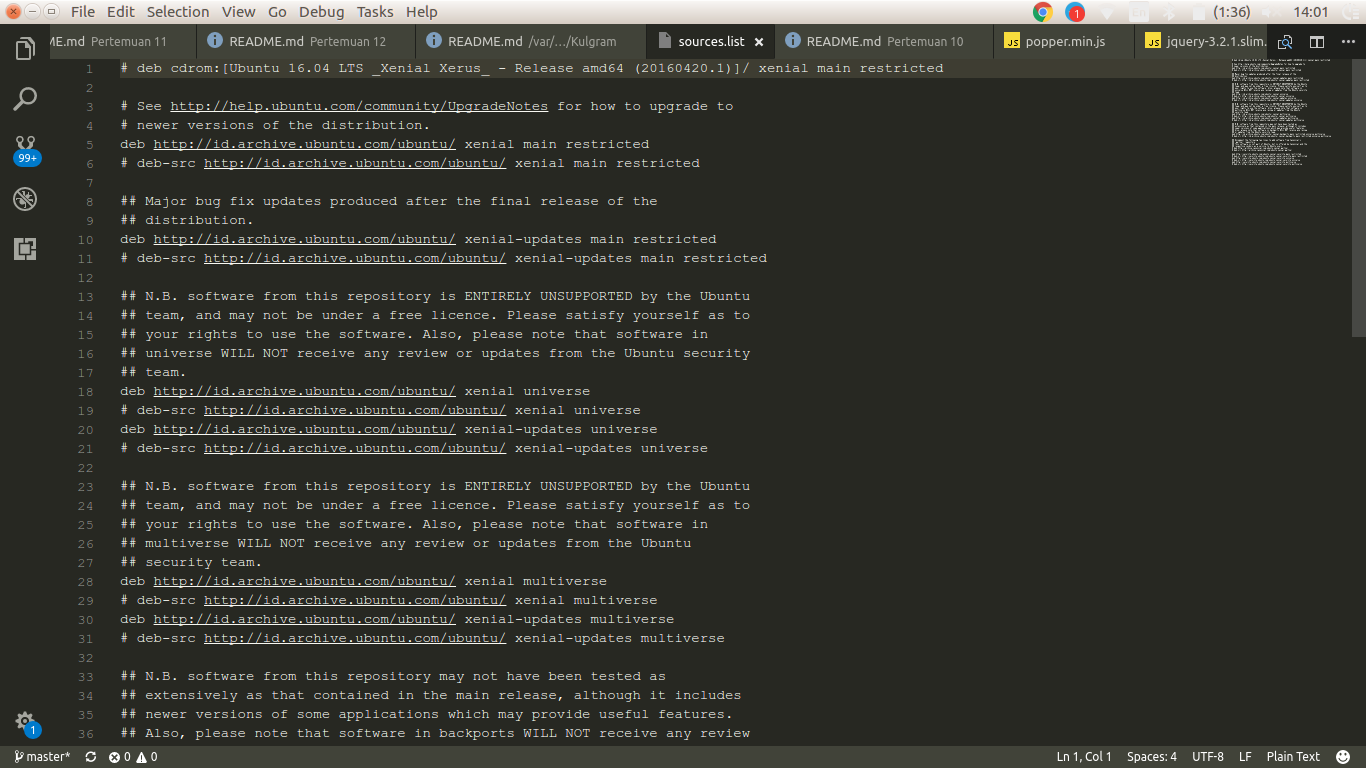 File Edit Selection View Go Debug Tasks Help
(1:36) 14:01
ME.md Pertemuan 11
README.md Pertemuan 12
README.md /var/.../Kulgram
sources.list
README.md Pertemuan 10
JS popper.min.js
JS jquery-3.2.1.slim.
1 # deb cdrom:[Ubuntu 16.04 LTS _Xenial Xerus_ - Release amd64 (20160420.1)]/ xenial main restricted
2
3 # See http://help.ubuntu.com/community/UpgradeNotes for how to upgrade to
4 # newer versions of the distribution.
5 deb http://id.archive.ubuntu.com/ubuntu/ xenial main restricted
6 # deb-src http://id.archive.ubuntu.com/ubuntu/ xenial main restricted
7
8 ## Major bug fix updates produced after the final release of the
9 ## distribution.
10 deb http://id.archive.ubuntu.com/ubuntu/ xenial-updates main restricted
11 # deb-src http://id.archive.ubuntu.com/ubuntu/ xenial-updates main restricted
12
13 ## N.B. software from this repository is ENTIRELY UNSUPPORTED by the Ubuntu
14 ## team, and may not be under a free licence. Please satisfy yourself as to
15 ## your rights to use the software. Also, please note that software in
16 ## universe WILL NOT receive any review or updates from the Ubuntu security
17 ## team.
18 deb http://id.archive.ubuntu.com/ubuntu/ xenial universe
19 # deb-src http://id.archive.ubuntu.com/ubuntu/ xenial universe
20 deb http://id.archive.ubuntu.com/ubuntu/ xenial-updates universe
21 # deb-src http://id.archive.ubuntu.com/ubuntu/ xenial-updates universe
22
23 ## N.B. software from this repository is ENTIRELY UNSUPPORTED by the Ubuntu
24 ## team, and may not be under a free licence. Please satisfy yourself as to
25 ## your rights to use the software. Also, please note that software in
26 ## multiverse WILL NOT receive any review or updates from the Ubuntu
27 ## security team.
28 deb http://id.archive.ubuntu.com/ubuntu/ xenial multiverse
29 # deb-src http://id.archive.ubuntu.com/ubuntu/ xenial multiverse
30 deb http://id.archive.ubuntu.com/ubuntu/ xenial-updates multiverse
31 # deb-src http://id.archive.ubuntu.com/ubuntu/ xenial-updates multiverse
32
33 ## N.B. software from this repository may not have been tested as
34 ## extensively as that contained in the main release, although it includes
35 ## newer versions of some applications which may provide useful features.
36 ## Also, please note that software in backports WILL NOT receive any review
99+
1
1
master* 0 0
Ln 1, Col 1 Spaces: 4 UTF-8 LF Plain Text